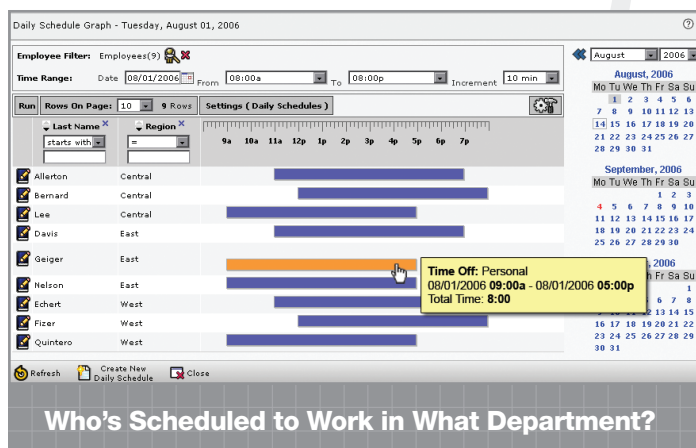 Daily Schedule Graph - Tuesday, August 01, 2006
Employee Filter: Employees(9)
Time Range: Date 08/01/2006 From 08:00a To 08:00p Increment 10 min
Run Rows On Page: 10 9 Rows Settings ( Daily Schedules )
Last Name X Region X
starts with =
9a 10a 11a 12p 1p 2p 3p 4p 5p 6p 7p
Allerton Central
Bernard Central
Lee Central
Davis East
Geiger East
Nelson East
Echert West
Fizer West
Quintero West
Time Off: Personal
08/01/2006 09:00a - 08/01/2006 05:00p
Total Time: 8:00
Refresh
Create New
Daily Schedule
Close
August 2006
August, 2006
Mo Tu We Th Fr Sa Su
1 2 3 4 5 6
7 8 9 10 11 12 13
14 15 16 17 18 19 20
21 22 23 24 25 26 27
28 29 30 31
September, 2006
Mo Tu We Th Fr Sa Su
1 2 3
4 5 6 7 8 9 10
11 12 13 14 15 16 17
18 19 20 21 22 23 24
25 26 27 28 29 30
, 2006
Fr Sa Su
1
6 7 8
12 13 14 15
16 17 18 19 20 21 22
23 24 25 26 27 28 29
30 31
Who's Scheduled to Work in What Department?